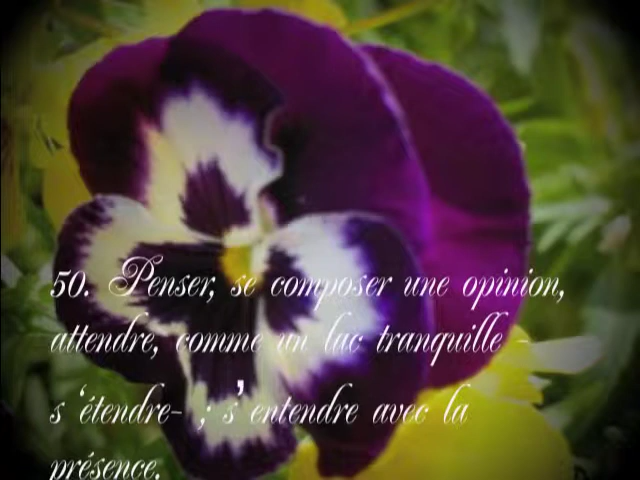 50. Penser, se composer une opinion,
attendre, comme un lac tranquille -
s ‘étendre- ; s’entendre avec la
présence.